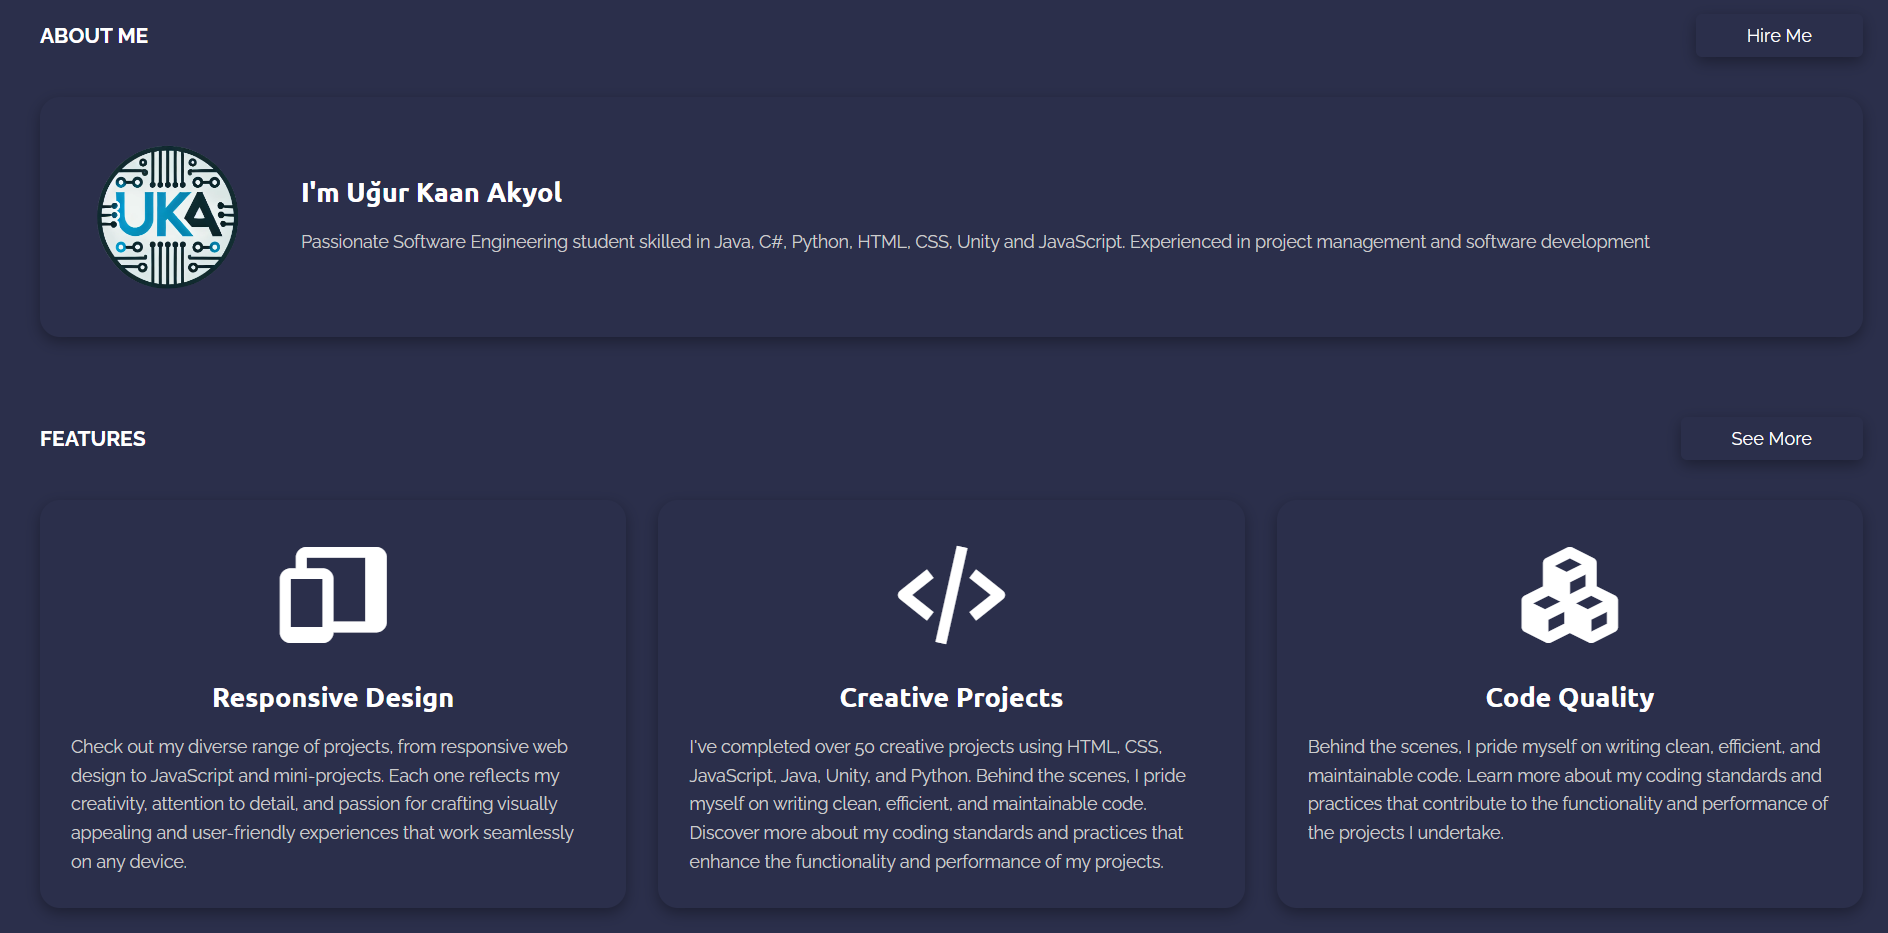 ABOUT ME
Hire Me
UKA
I'm Uğur Kaan Akyol
Passionate Software Engineering student skilled in Java, C#, Python, HTML, CSS, Unity and JavaScript. Experienced in project management and software development
FEATURES
See More
Responsive Design
Check out my diverse range of projects, from responsive web
design to JavaScript and mini-projects. Each one reflects my
creativity, attention to detail, and passion for crafting visually
appealing and user-friendly experiences that work seamlessly
on any device.
Creative Projects
I've completed over 50 creative projects using HTML, CSS,
JavaScript, Java, Unity, and Python. Behind the scenes, I pride
myself on writing clean, efficient, and maintainable code.
Discover more about my coding standards and practices that
enhance the functionality and performance of my projects.
Code Quality
Behind the scenes, I pride myself on writing clean, efficient, and
maintainable code. Learn more about my coding standards and
practices that contribute to the functionality and performance of
the projects I undertake.